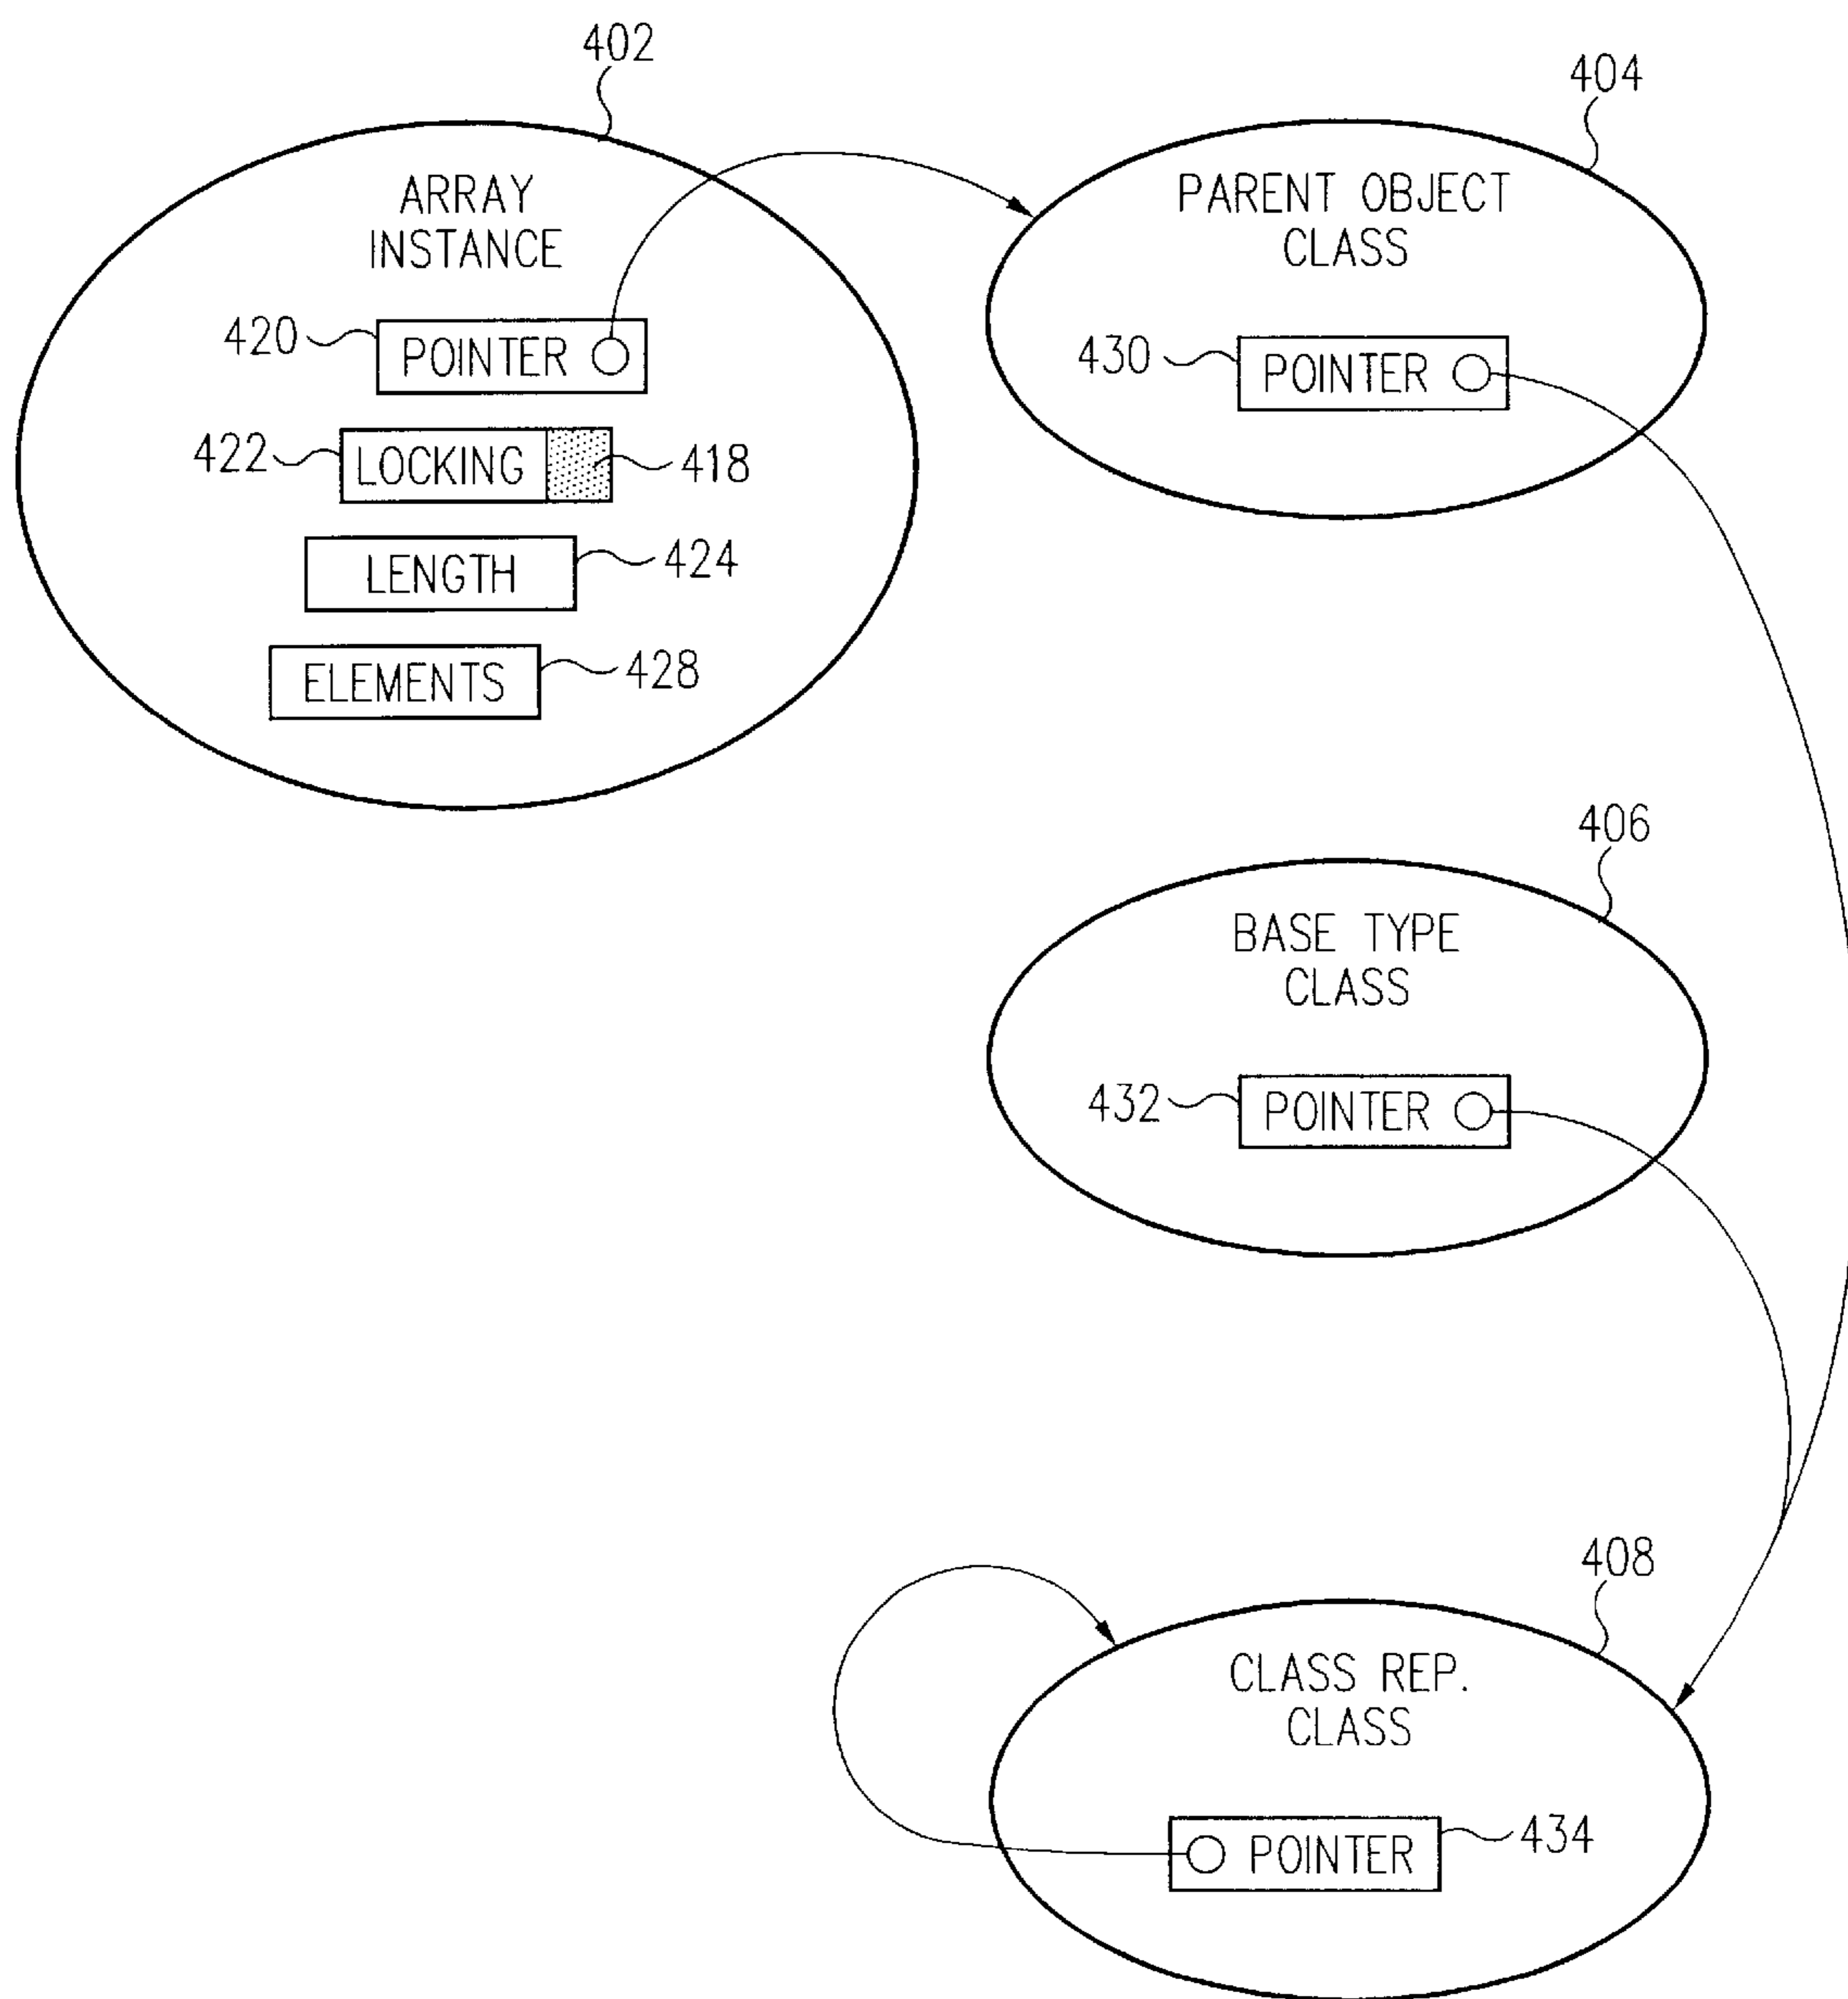 402
ARRAY
INSTANCE
420
POINTER
422
LOCKING
418
LENGTH
424
ELEMENTS
428
404
PARENT OBJECT
CLASS
430
POINTER
406
BASE TYPE
CLASS
432
POINTER
408
CLASS REP.
CLASS
POINTER
434